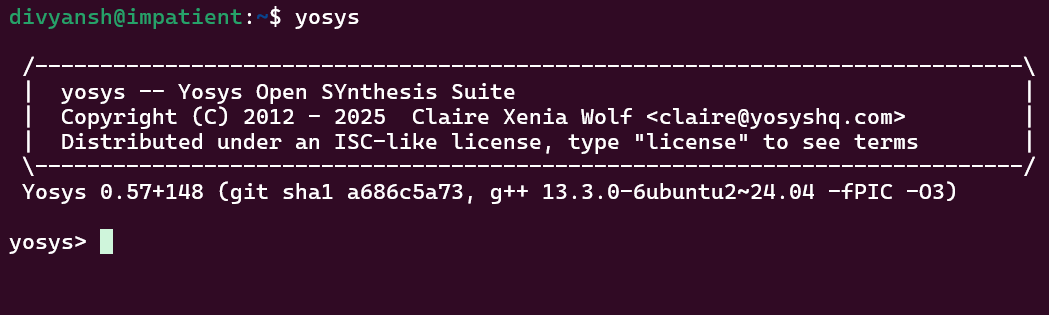 divyansh@impatient:~$ yosys
/----------------------------------------------------------------------------\
|  yosys -- Yosys Open SYnthesis Suite                                       |
|  Copyright (C) 2012 - 2025  Claire Xenia Wolf <claire@yosyshq.com>         |
|  Distributed under an ISC-like license, type "license" to see terms        |
\----------------------------------------------------------------------------/
Yosys 0.57+148 (git sha1 a686c5a73, g++ 13.3.0-6ubuntu2~24.04 -fPIC -O3)
yosys>